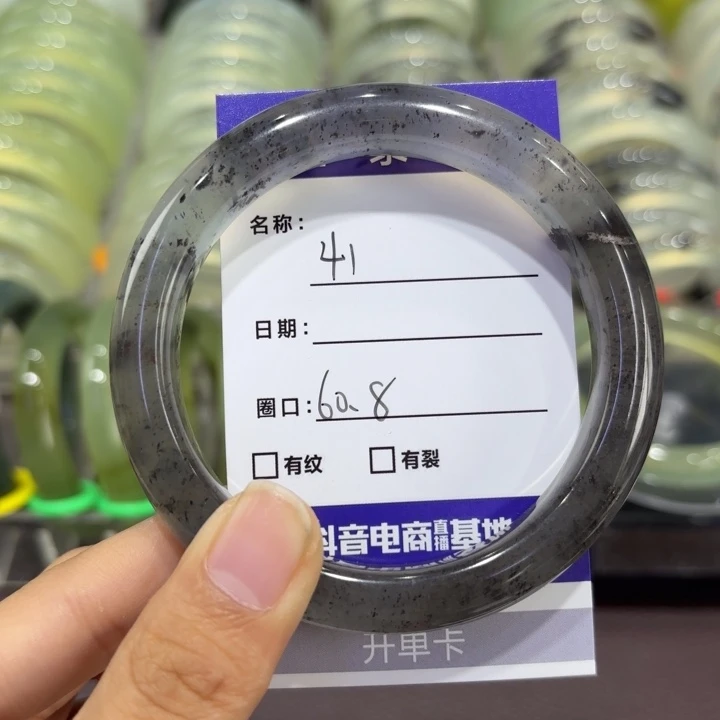 名称: 41
日期:
圈口: 60.8
有纹 有裂
抖音电商直播基地
开单卡